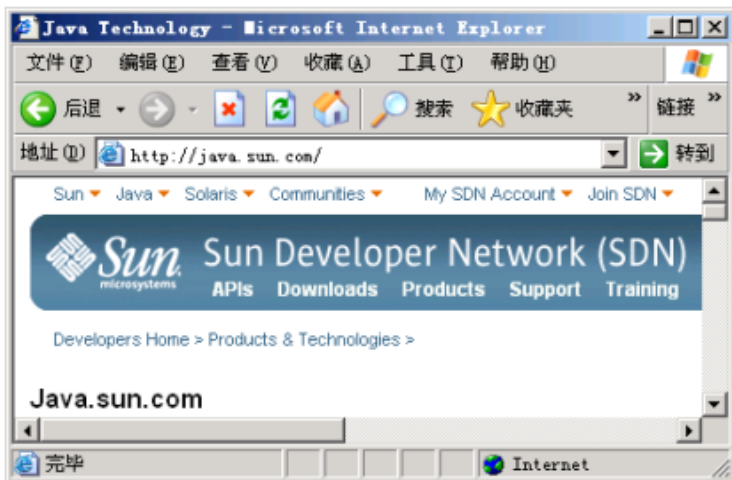 Java Technology - Microsoft Internet Explorer
文件(F) 编辑(E) 查看(V) 收藏(A) 工具(T) 帮助(H)
后退 搜索 收藏夹 » 链接 »
地址(D) http://java.sun.com/ 转到
Sun Java Solaris Communities My SDN Account Join SDN
Sun microsystems Sun Developer Network (SDN)
APIs Downloads Products Support Training
Developers Home > Products & Technologies >
Java.sun.com
完毕 Internet